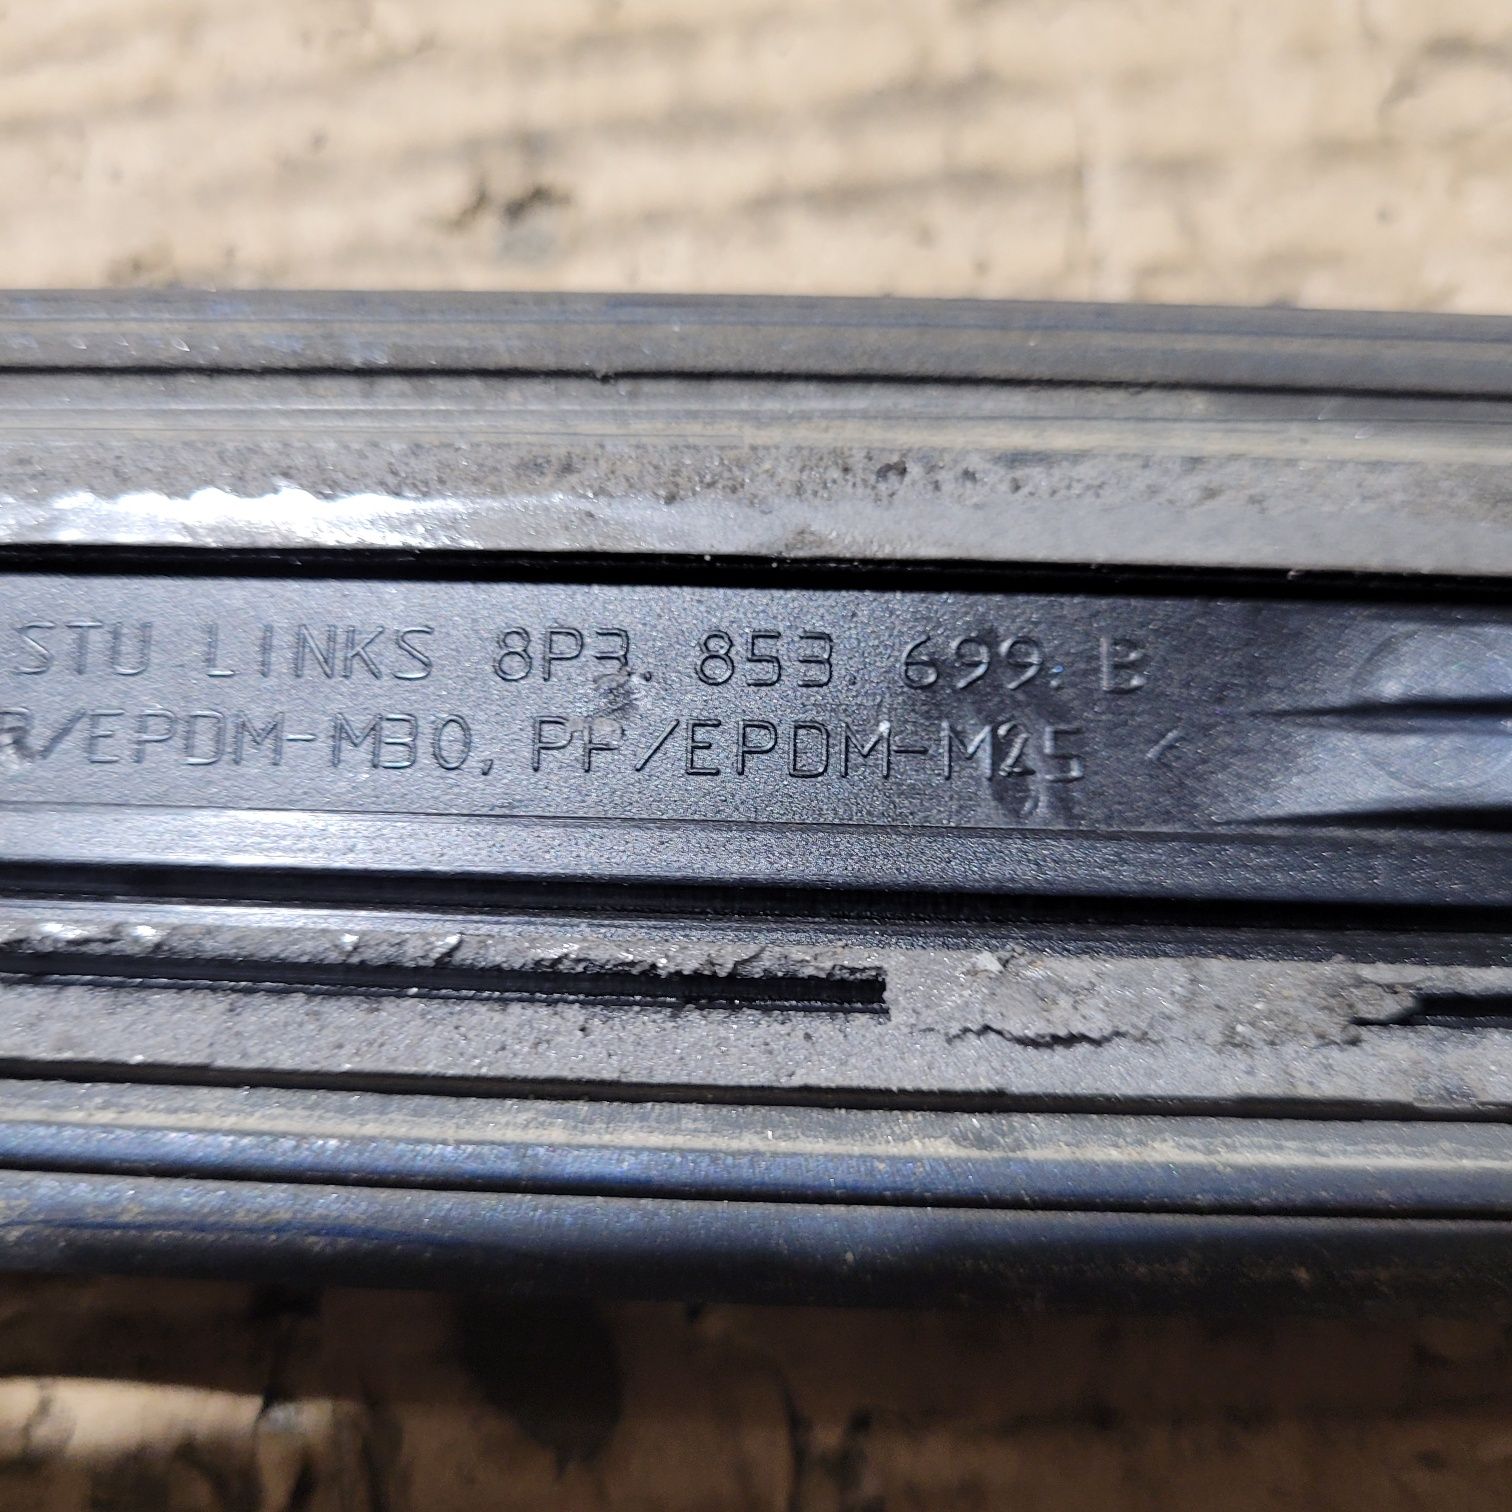 STU LINKS 8P3. 853. 699. B
/EPDM-M30, PP/EPDM-M25 <